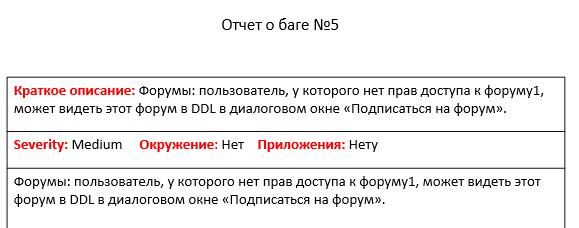 Отчет о баге №5
Краткое описание: Форумы: пользователь, у которого нет прав доступа к форуму1,
может видеть этот форум в DDL в диалоговом окне «Подписаться на форум».
Severity: Medium Окружение: Нет Приложения: Нету
Форумы: пользователь, у которого нет прав доступа к форуму1, может видеть этот
форум в DDL в диалоговом окне «Подписаться на форум».